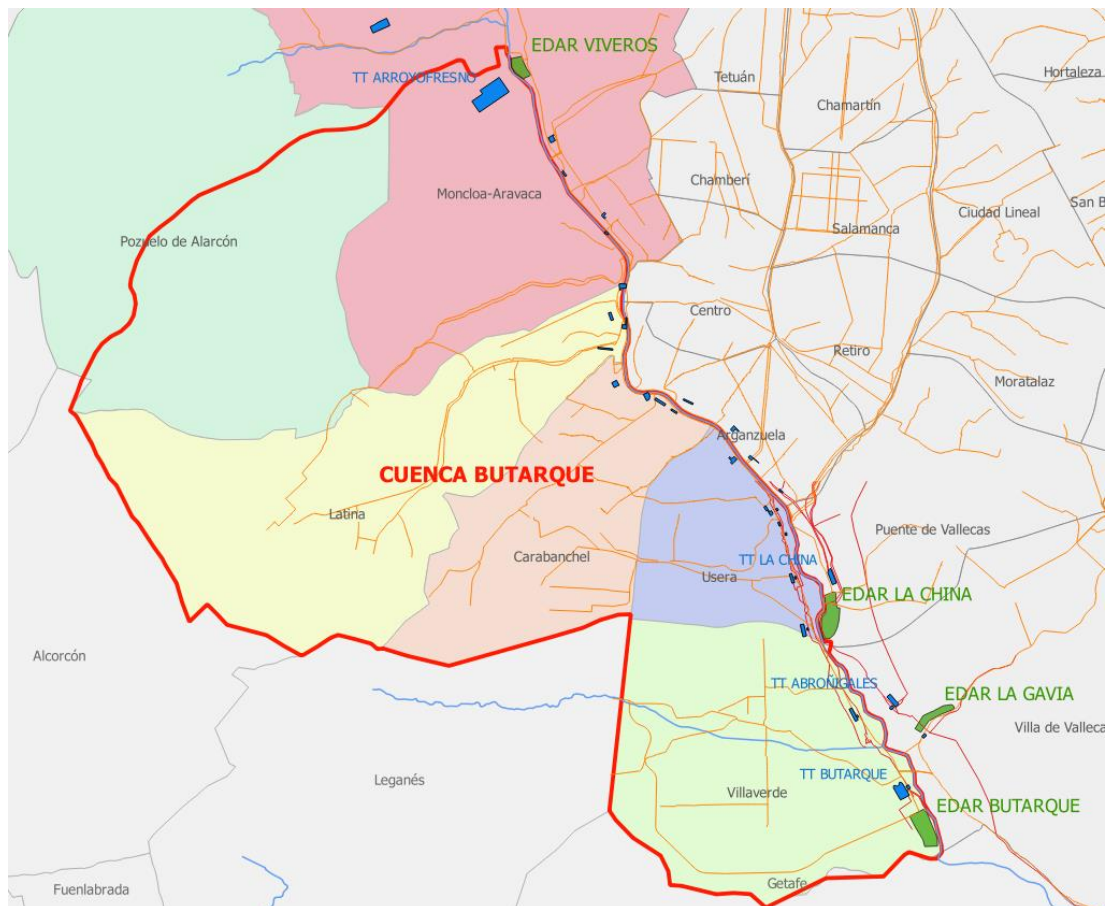 EDAR VIVEROS
TT ARROYOFRESNO
Tetuán
Hortaleza
Chamartín
Chamberí
Moncloa-Aravaca
Ciudad Lineal
San B
Salamanca
Pozuelo de Alarcón
Centro
Retiro
Moratalaz
Arganzuela
CUENCA BUTARQUE
Latina
Puente de Vallecas
Carabanchel
TT LA CHINA
Usera
EDAR LA CHINA
Alcorcón
TT ABROÑIGALES
EDAR LA GAVIA
Villa de Valleca
Leganés
TT BUTARQUE
Villaverde
EDAR BUTARQUE
Getafe
Fuenlabrada